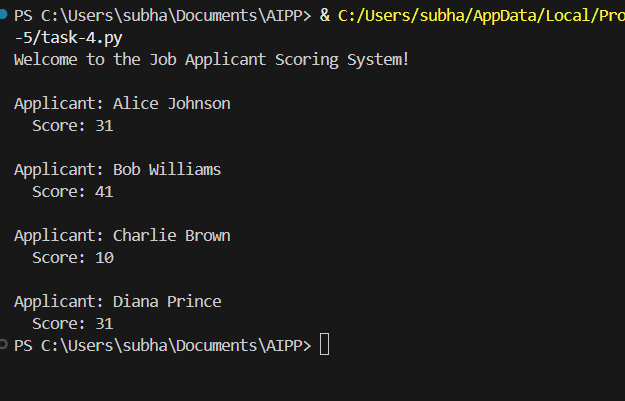 PS C:\Users\subha\Documents\AIPP> & C:/Users/subha/AppData/Local/Pro
-5/task-4.py
Welcome to the Job Applicant Scoring System!
Applicant: Alice Johnson
Score: 31
Applicant: Bob Williams
Score: 41
Applicant: Charlie Brown
Score: 10
Applicant: Diana Prince
Score: 31
PS C:\Users\subha\Documents\AIPP>